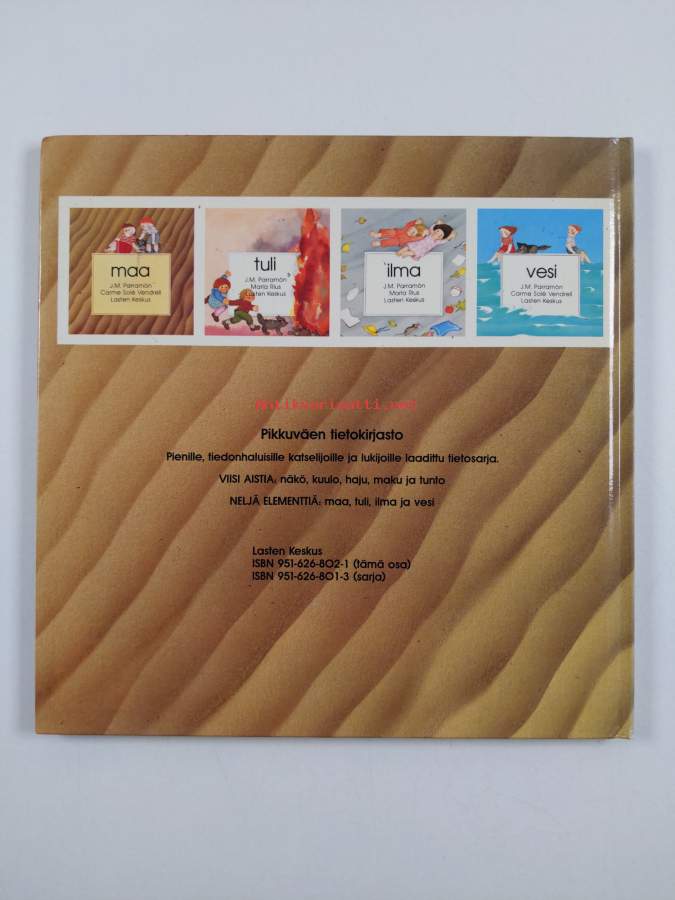 maa
J.M. Parramón
Carme Solé Vendrell
Lasten Keskus
tuli
J.M. Parramón
Maria Rius
Lasten Keskus
ilma
J.M. Parramón
Maria Rius
Lasten Keskus
vesi
J.M. Parramón
Carme Solé Vendrell
Lasten Keskus
antikvariaatti.net
Pikkuväen tietokirjasto
Pienille, tiedonhaluisille katselijoille ja lukijoille laadittu tietosarja.
VIISI AISTIA: näkö, kuulo, haju, maku ja tunto
NELJÄ ELEMENTTIÄ: maa, tuli, ilma ja vesi
Lasten Keskus
ISBN 951-626-802-1 (tämä osa)
ISBN 951-626-801-3 (sarja)